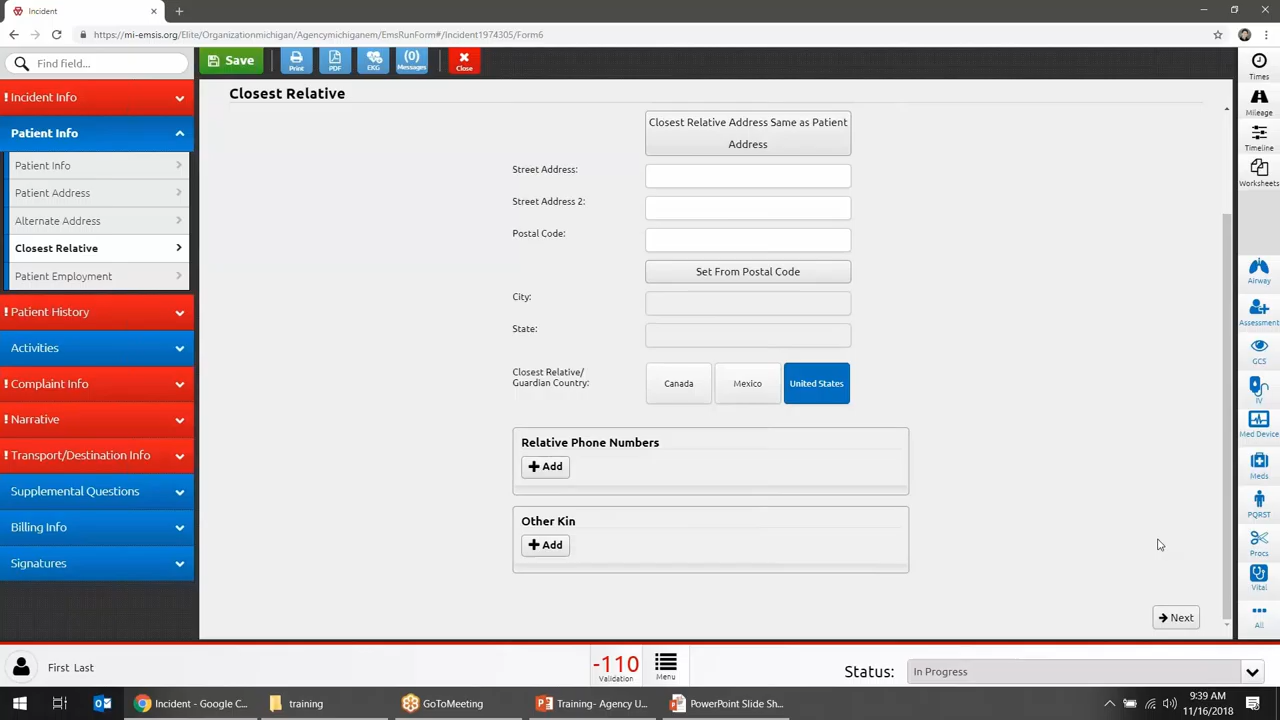 Incident
https://mi-emsis.org/Elite/Organizationmichigan/Agencymichiganem/EmsRunForm#/Incident1974305/Form6
Find field...
Save
Print
PDF
EKG
(0)
Messages
Close
Times
Mileage
Timeline
Worksheets
Airway
Assessment
GCS
IV
Med Device
Meds
PQRST
Procs
Vital
All
! Incident Info
Patient Info
Patient Info
Patient Address
Alternate Address
Closest Relative
Patient Employment
! Patient History
Activities
! Complaint Info
! Narrative
! Transport/Destination Info
Supplemental Questions
Billing Info
Signatures
Closest Relative
Closest Relative Address Same as Patient
Address
Street Address:
Street Address 2:
Postal Code:
Set From Postal Code
City:
State:
Closest Relative/
Guardian Country:
Canada
Mexico
United States
Relative Phone Numbers
Add
Other Kin
Add
Next
First Last
-110
Validation
Menu
Status:
In Progress
Incident - Google C...
training
GoToMeeting
Training- Agency U...
PowerPoint Slide Sh...
9:39 AM
11/16/2018